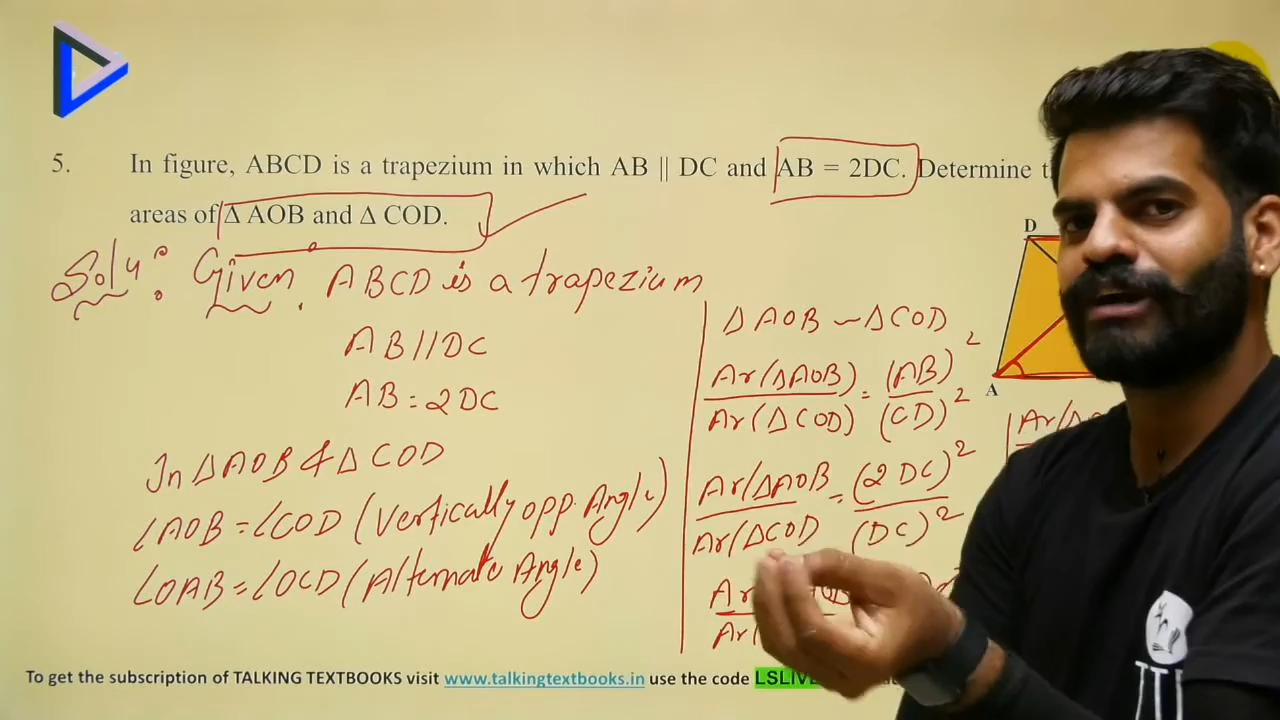 5. In figure, ABCD is a trapezium in which AB || DC and AB = 2DC. Determine
areas of Δ AOB and Δ COD.
Solu: Given. ABCD is a trapezium
AB//DC
AB = 2DC
In ΔAOB & ΔCOD
∠AOB = ∠COD (Vertically opp. Angle)
∠OAB = ∠OCD (Alternate Angle)
ΔAOB ~ ΔCOD
Ar(ΔAOB) / Ar(ΔCOD) = (AB)² / (CD)²
Ar(ΔAOB / Ar(ΔCOD = (2DC)² / (DC)²
D
A
To get the subscription of TALKING TEXTBOOKS visit www.talkingtextbooks.in use the code